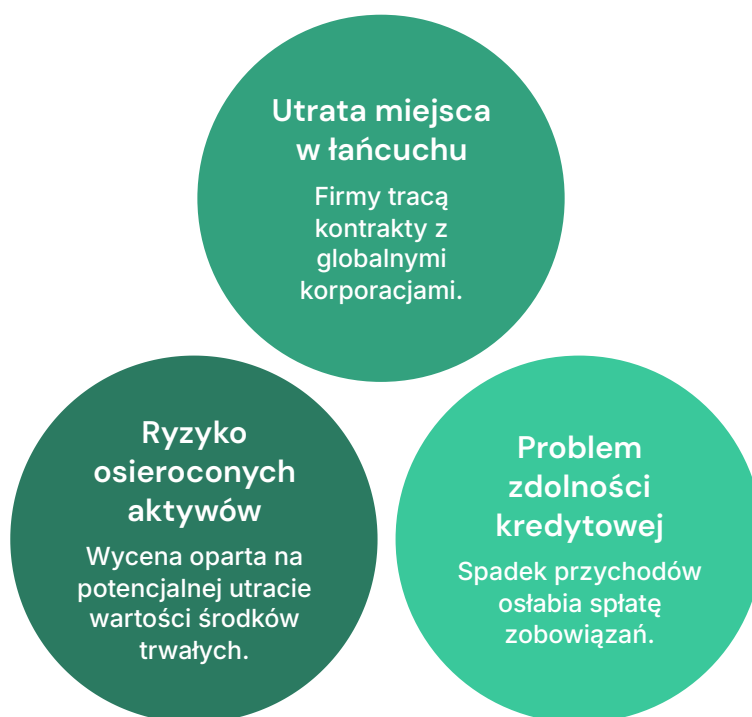 Utrata miejsca
w łańcuchu
Firmy tracą
kontrakty z
globalnymi
korporacjami.
Ryzyko
osieroconych
aktywów
Wycena oparta na
potencjalnej utracie
wartości środków
trwałych.
Problem
zdolności
kredytowej
Spadek przychodów
osłabia spłatę
zobowiązań.